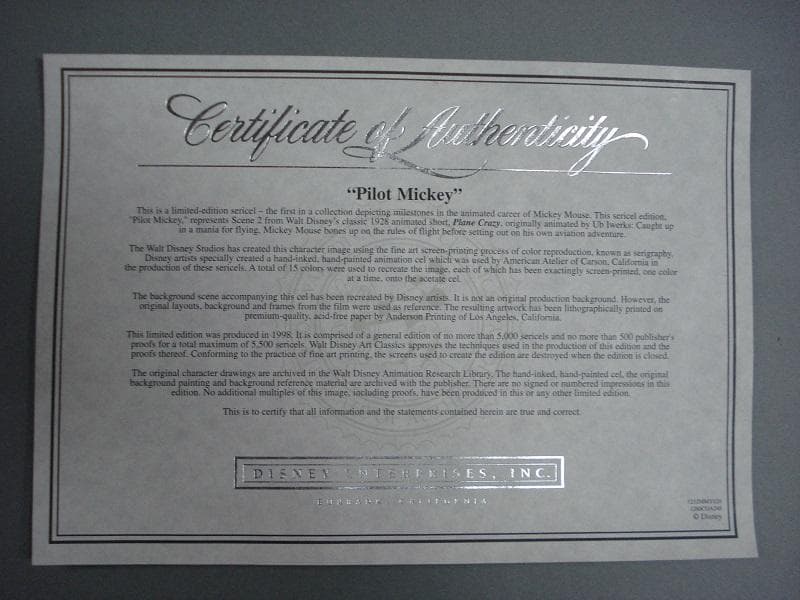 Certificate of Authenticity
“Pilot Mickey”
This is a limited-edition sericel – the first in a collection depicting milestones in the animated career of Mickey Mouse. This sericel edition,
"Pilot Mickey," represents Scene 2 from Walt Disney's classic 1928 animated short, Plane Crazy, originally animated by Ub Iwerks: Caught up
in a mania for flying, Mickey Mouse bones up on the rules of flight before setting out on his own aviation adventure.
The Walt Disney Studios has created this character image using the fine art screen-printing process of color reproduction, known as serigraphy.
Disney artists specially created a hand-inked, hand-painted animation cel which was used by American Atelier of Carson, California in
the production of these sericels. A total of 15 colors were used to recreate the image, each of which has been exactingly screen-printed, one color
at a time, onto the acetate cel.
The background scene accompanying this cel has been recreated by Disney artists. It is not an original production background. However, the
original layouts, background and frames from the film were used as reference. The resulting artwork has been lithographically printed on
premium-quality, acid-free paper by Anderson Printing of Los Angeles, California.
This limited edition was produced in 1998. It is comprised of a general edition of no more than 5,000 sericels and no more than 500 publisher's
proofs for a total maximum of 5,500 sericels. Walt Disney Art Classics approves the techniques used in the production of this edition and the
proofs thereof. Conforming to the practice of fine art printing, the screens used to create the edition are destroyed when the edition is closed.
The original character drawings are archived in the Walt Disney Animation Research Library. The hand-inked, hand-painted cel, the original
background painting and background reference material are archived with the publisher. There are no signed or numbered impressions in this
edition. No additional multiples of this image, including proofs, have been produced in this or any other limited edition.
This is to certify that all information and the statements contained herein are true and correct.
DISNEY ENTERPRISES, INC.
BURBANK, CALIFORNIA
© Disney